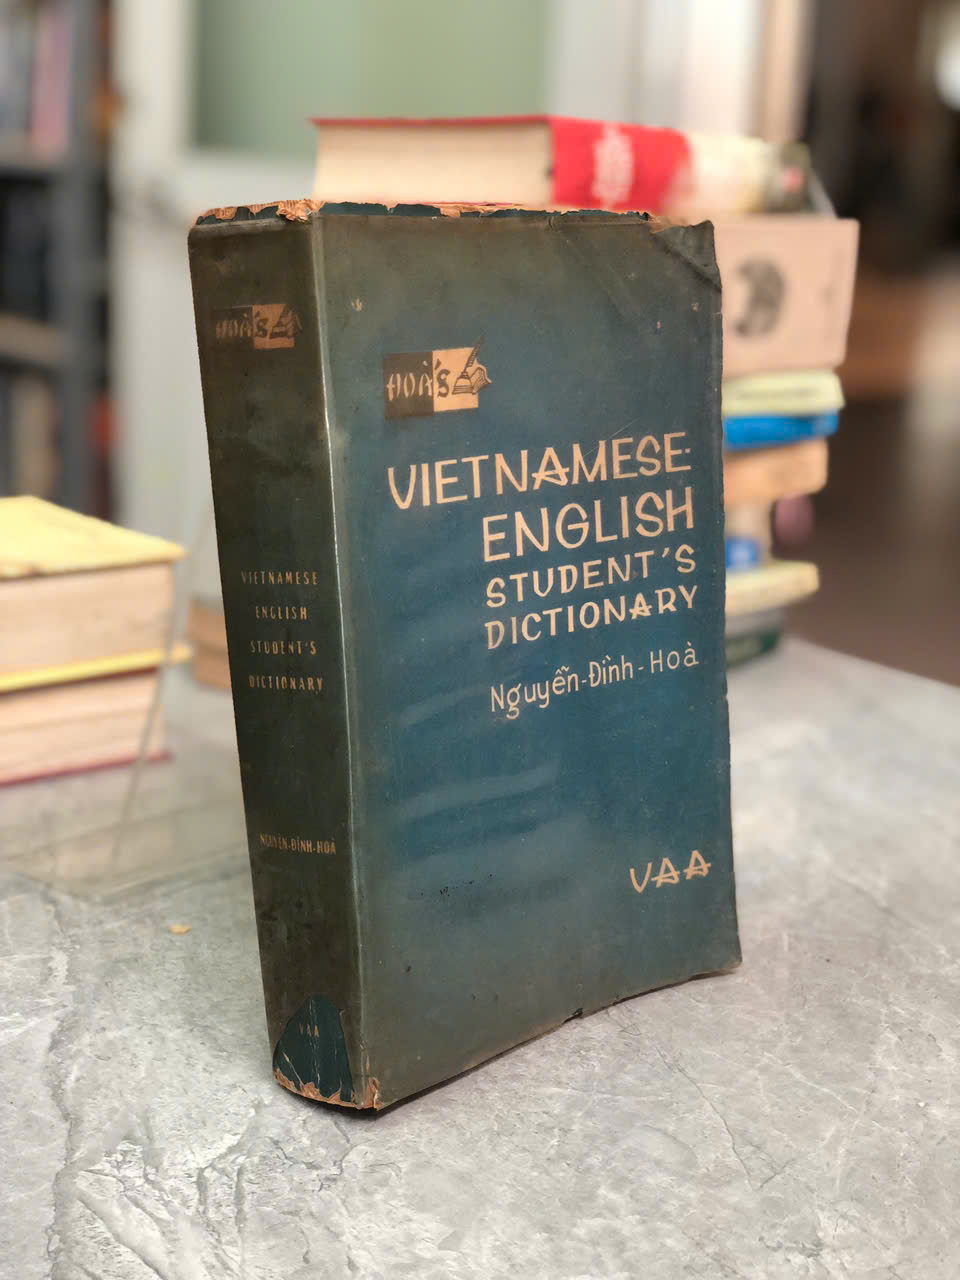 HOÀ'S
VIETNAMESE
ENGLISH
STUDENT'S
DICTIONARY
NGUYỄN-ĐÌNH-HOÀ
VAA
HOÀ'S
VIETNAMESE-
ENGLISH
STUDENT'S
DICTIONARY
Nguyễn-Đình-Hoà
VAA